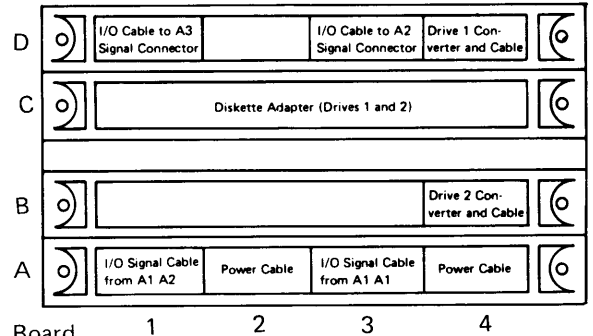 D
I/O Cable to A3
Signal Connector
I/O Cable to A2
Signal Connector
Drive 1 Con-
verter and Cable
C
Diskette Adapter (Drives 1 and 2)
B
Drive 2 Con-
verter and Cable
A
I/O Signal Cable
from A1 A2
Power Cable
I/O Signal Cable
from A1 A1
Power Cable
Board 1 2 3 4